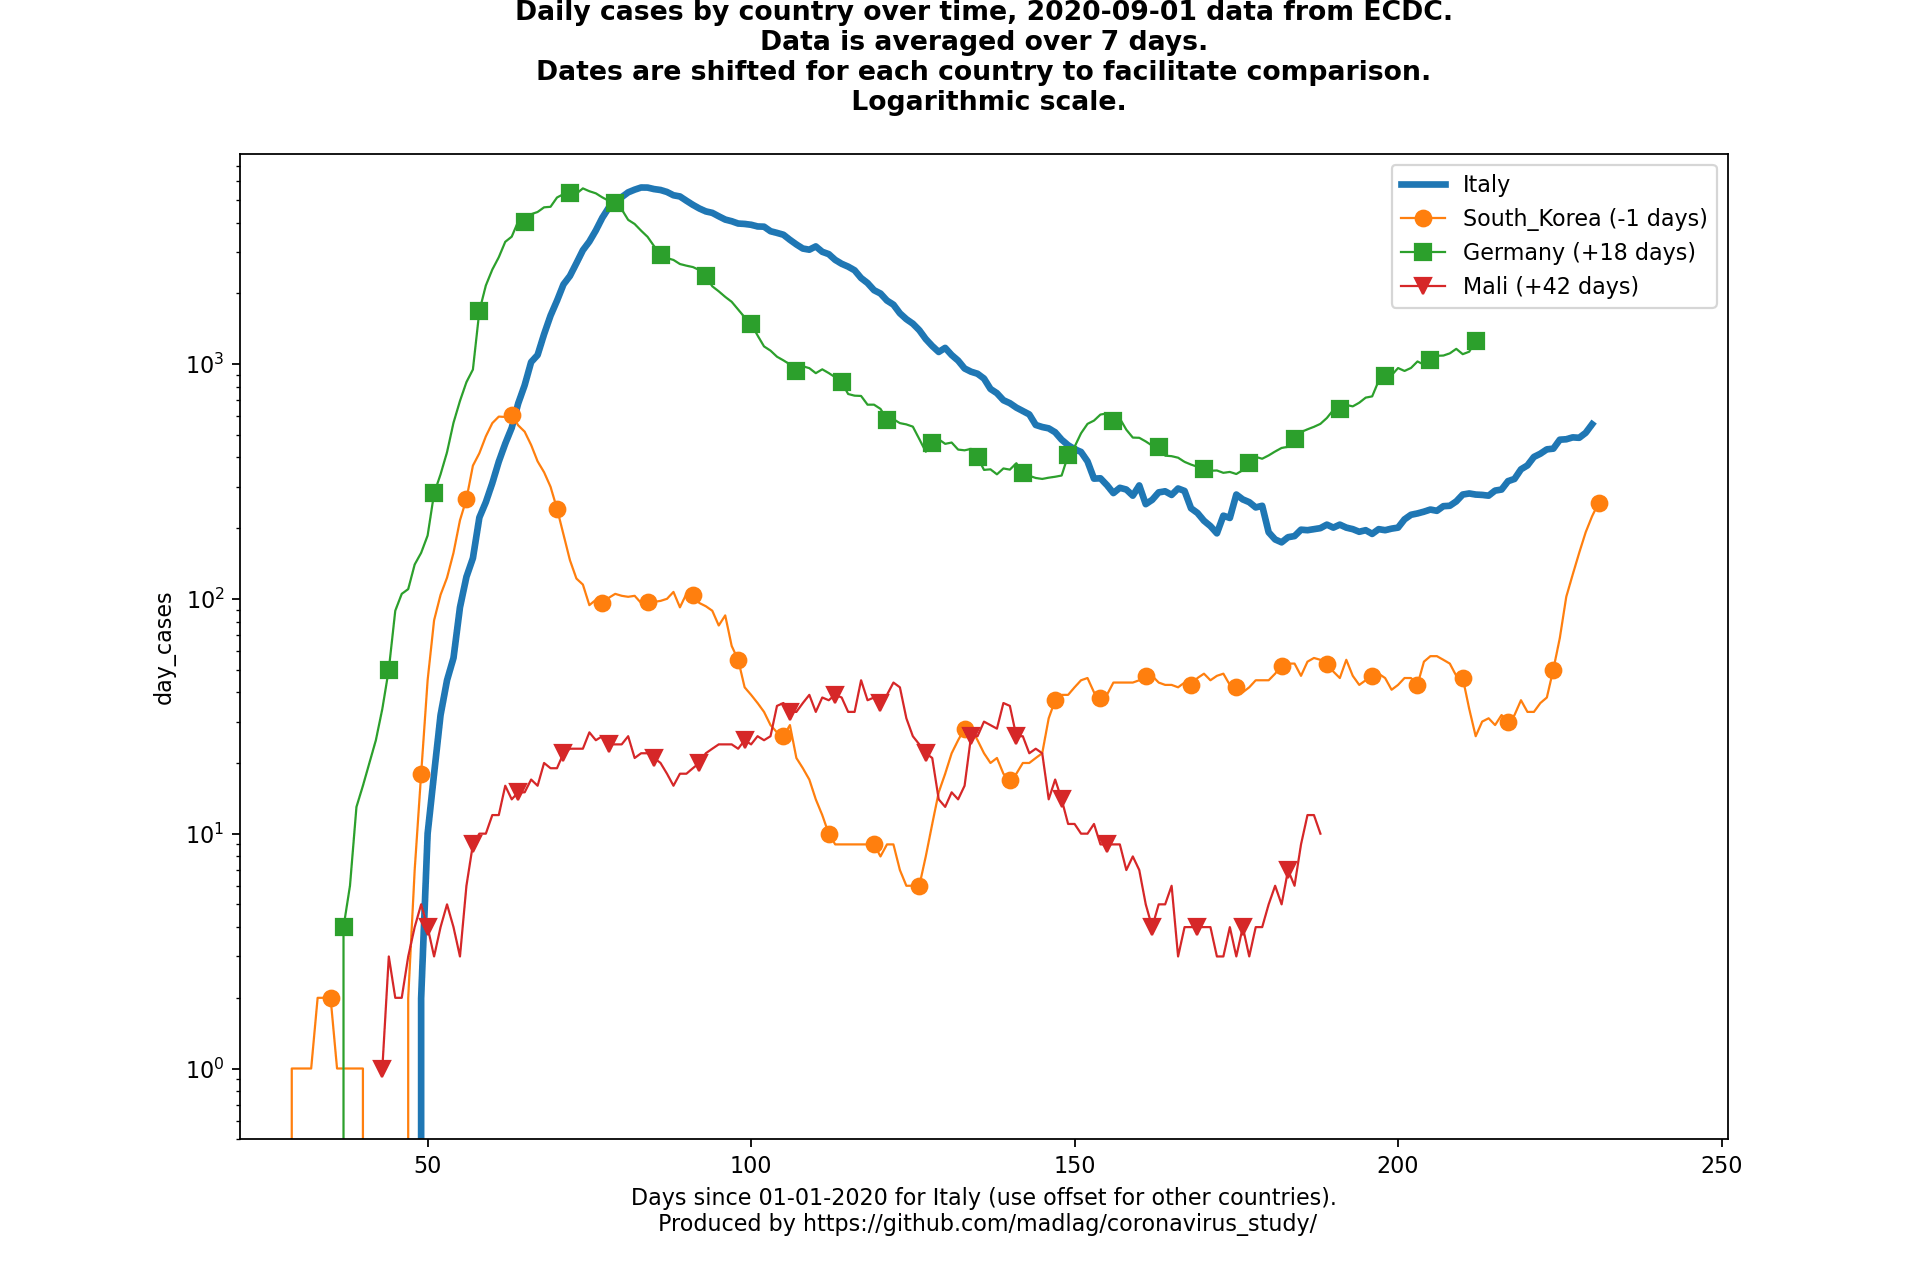 Daily cases by country over time, 2020-09-01 data from ECDC.
Data is averaged over 7 days.
Dates are shifted for each country to facilitate comparison.
Logarithmic scale.
Italy
South_Korea (-1 days)
Germany (+18 days)
Mali (+42 days)
10³
10²
10¹
10⁰
day_cases
50 100 150 200 250
Days since 01-01-2020 for Italy (use offset for other countries).
Produced by https://github.com/madlag/coronavirus_study/